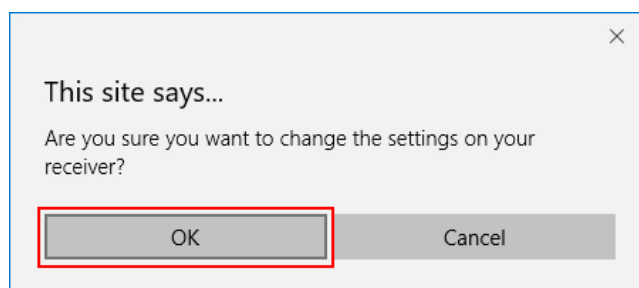 This site says...
Are you sure you want to change the settings on your
receiver?
OK
Cancel